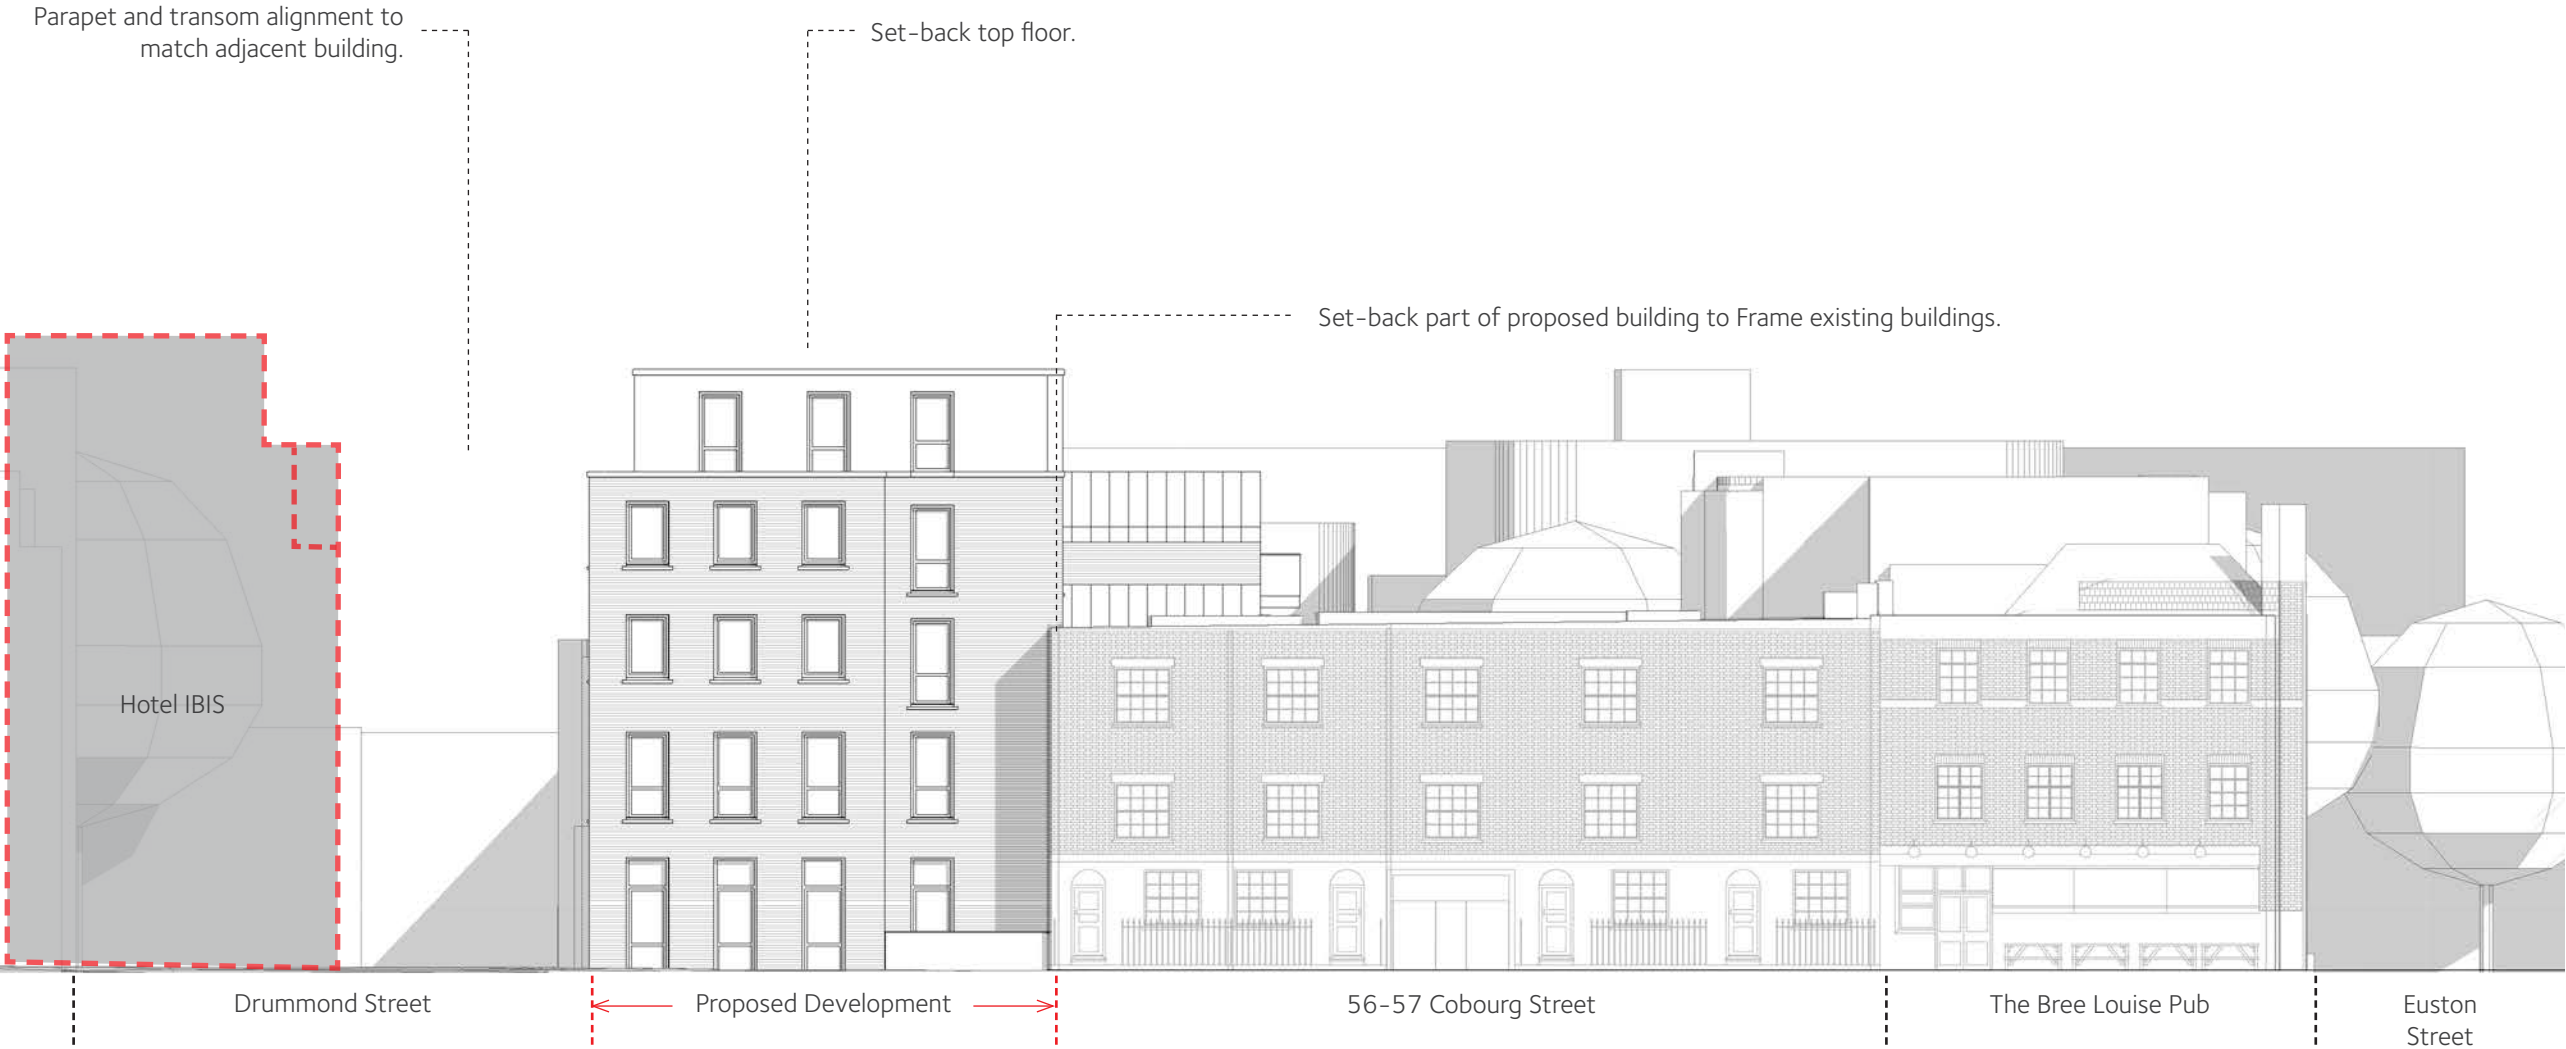 Parapet and transom alignment to
match adjacent building.
Set-back top floor.
Set-back part of proposed building to Frame existing buildings.
Hotel IBIS
Drummond Street
Proposed Development
56-57 Cobourg Street
The Bree Louise Pub
Euston
Street